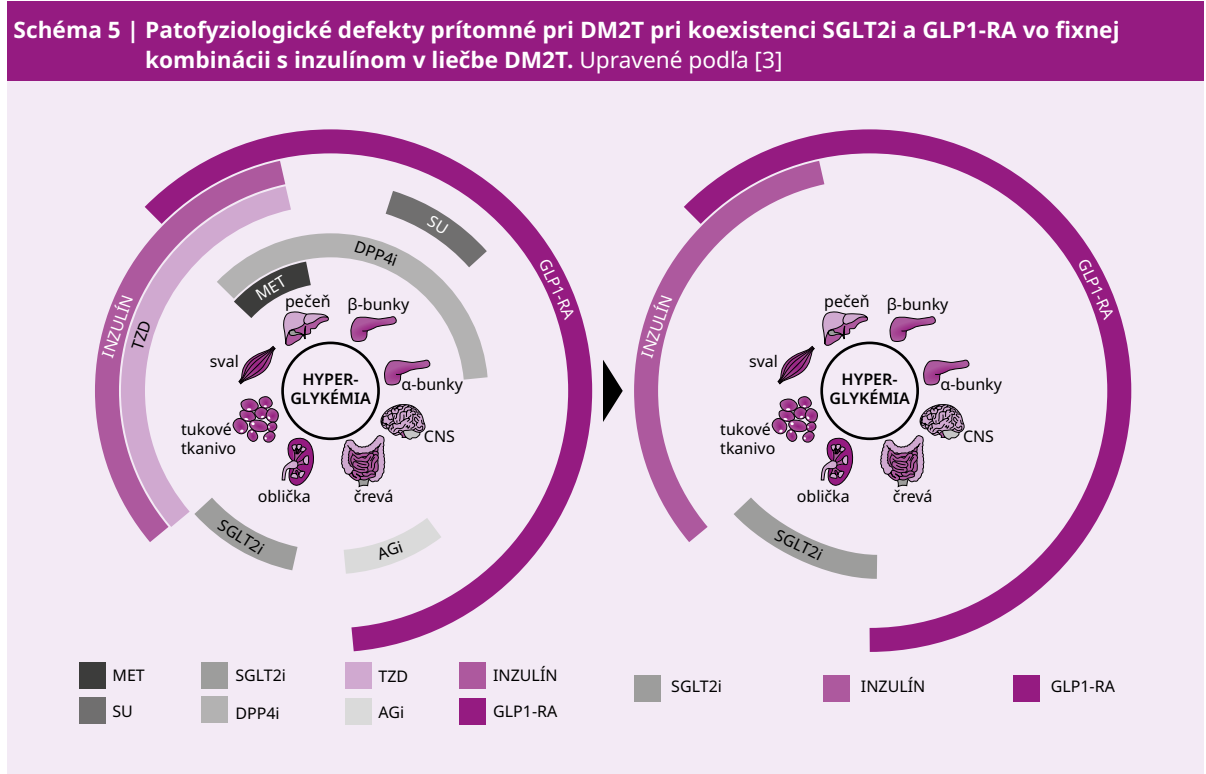 Schéma 5 | Patofyziologické defekty prítomné pri DM2T pri koexistenci SGLT2i a GLP1-RA vo fixnej
kombinácii s inzulínom v liečbe DM2T. Upravené podľa [3]
INZULÍN
TZD
SU
DPP4i
MET
GLP1-RA
pečeň
β-bunky
sval
α-bunky
HYPER-
GLYKÉMIA
tukové
tkanivo
CNS
oblička
črevá
SGLT2i
AGi
INZULÍN
GLP1-RA
pečeň
β-bunky
sval
α-bunky
HYPER-
GLYKÉMIA
tukové
tkanivo
CNS
oblička
črevá
SGLT2i
MET
SGLT2i
TZD
INZULÍN
SU
DPP4i
AGi
GLP1-RA
SGLT2i
INZULÍN
GLP1-RA